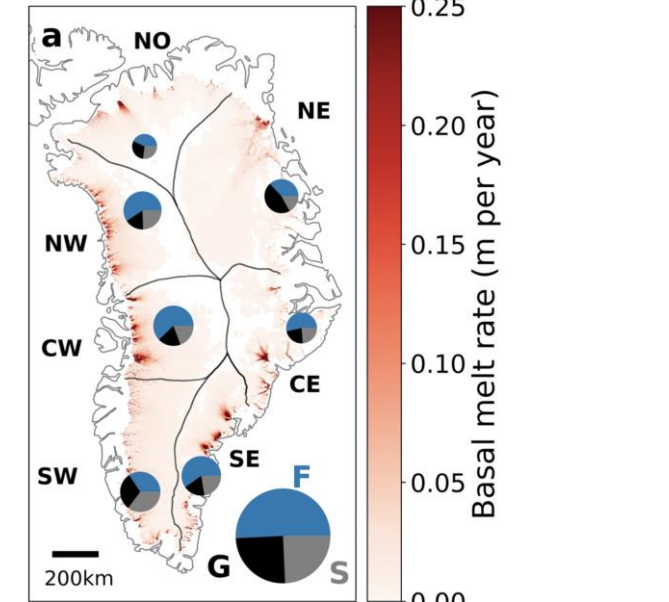 a
NO
NE
NW
CW
CE
SE
SW
F
G
S
200km
0.25
0.20
0.15
0.10
0.05
0.00
Basal melt rate (m per year)